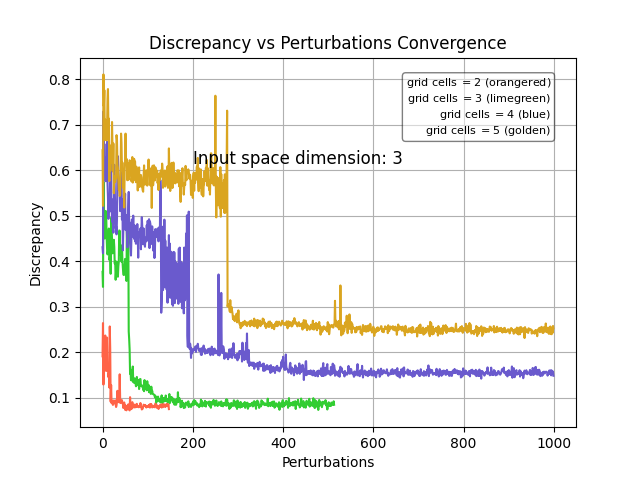 Discrepancy vs Perturbations Convergence
grid cells = 2 (orangered)
grid cells = 3 (limegreen)
grid cells = 4 (blue)
grid cells = 5 (golden)
Input space dimension: 3
Discrepancy
0.8
0.7
0.6
0.5
0.4
0.3
0.2
0.1
0 200 400 600 800 1000
Perturbations